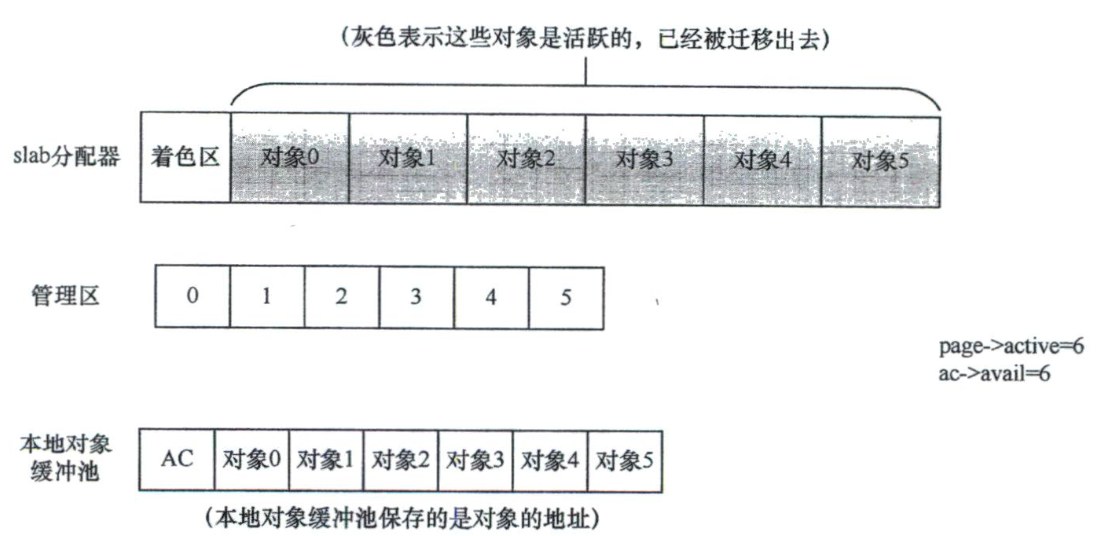 (灰色表示这些对象是活跃的,已经被迁移出去)
slab分配器 着色区 对象0 对象1 对象2 对象3 对象4 对象5
管理区 0 1 2 3 4 5
page->active=6
ac->avail=6
本地对象
缓冲池
AC 对象0 对象1 对象2 对象3 对象4 对象5
(本地对象缓冲池保存的是对象的地址)